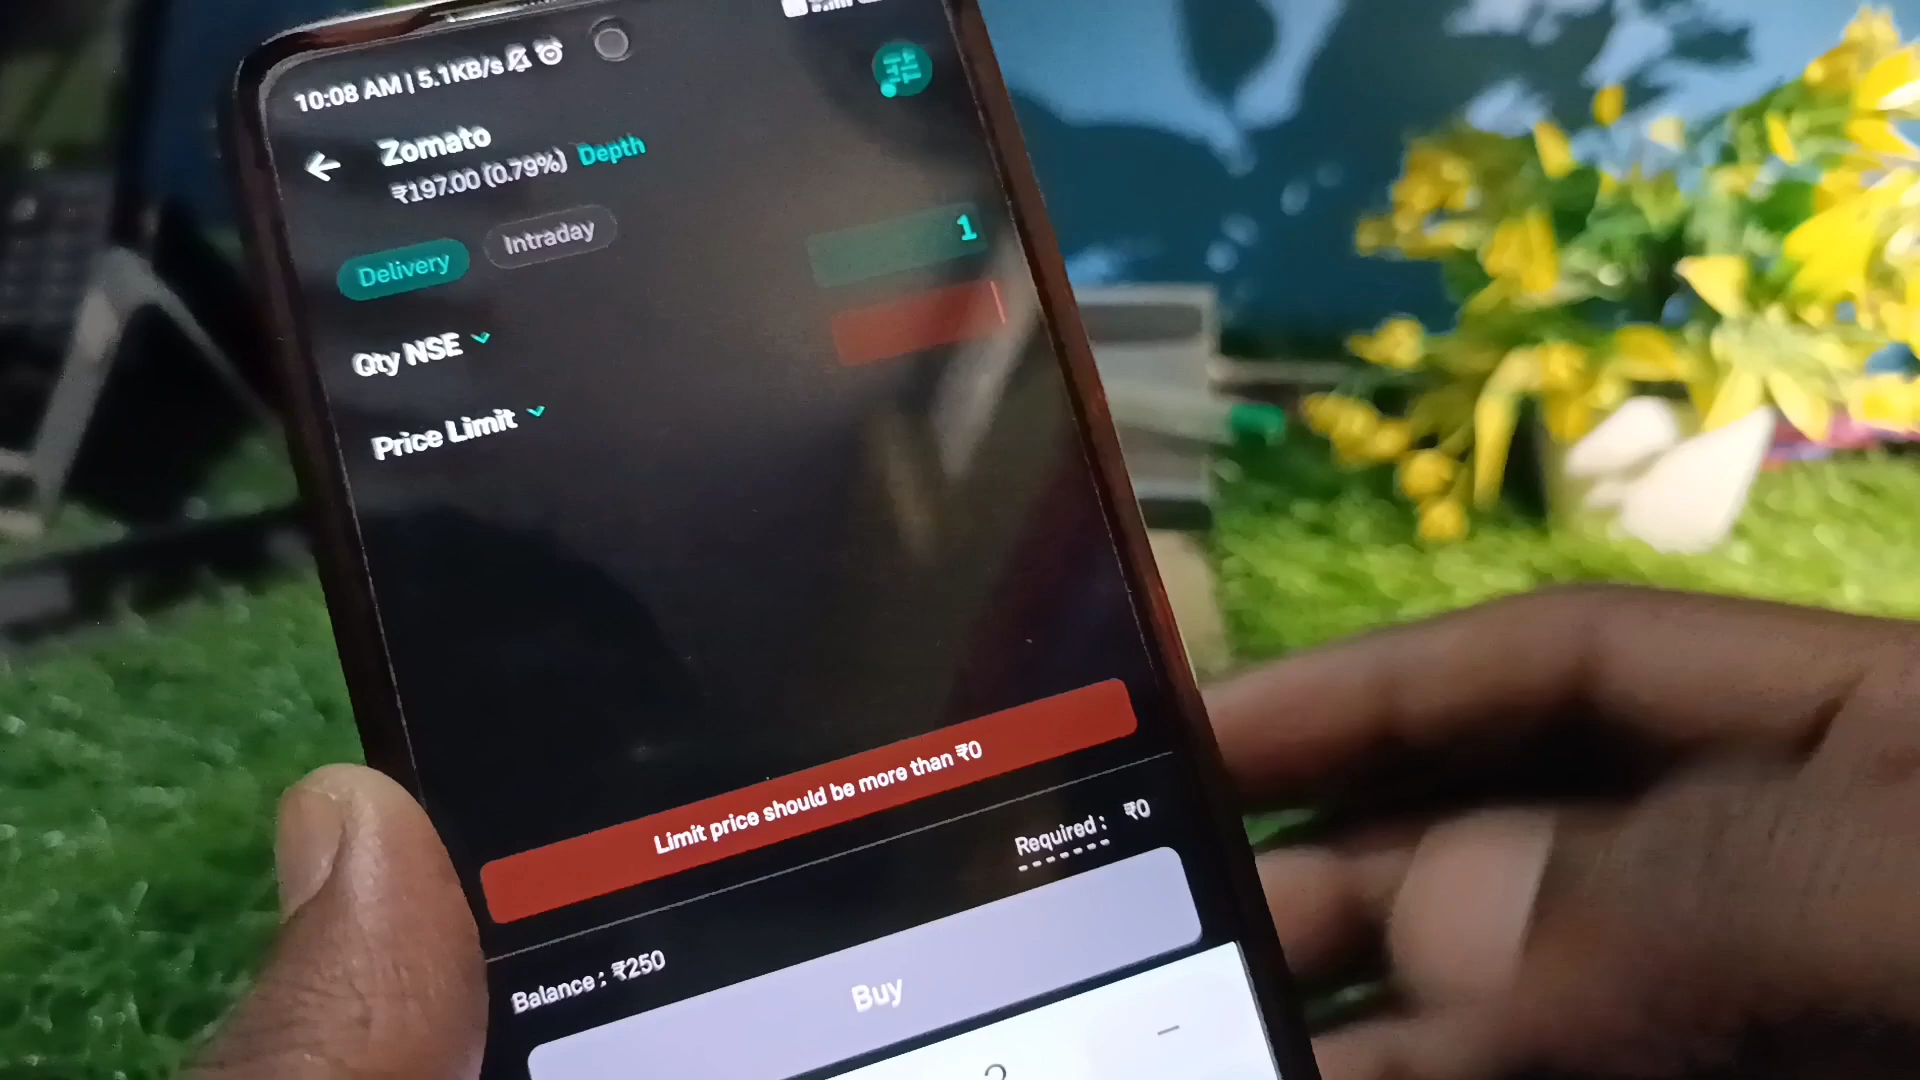 10:08 AM | 5.1KB/s
Zomato
₹197.00 (0.79%) Depth
Delivery Intraday
Qty NSE 1
Price Limit
Limit price should be more than ₹0
Balance : ₹250 Required : ₹0
Buy